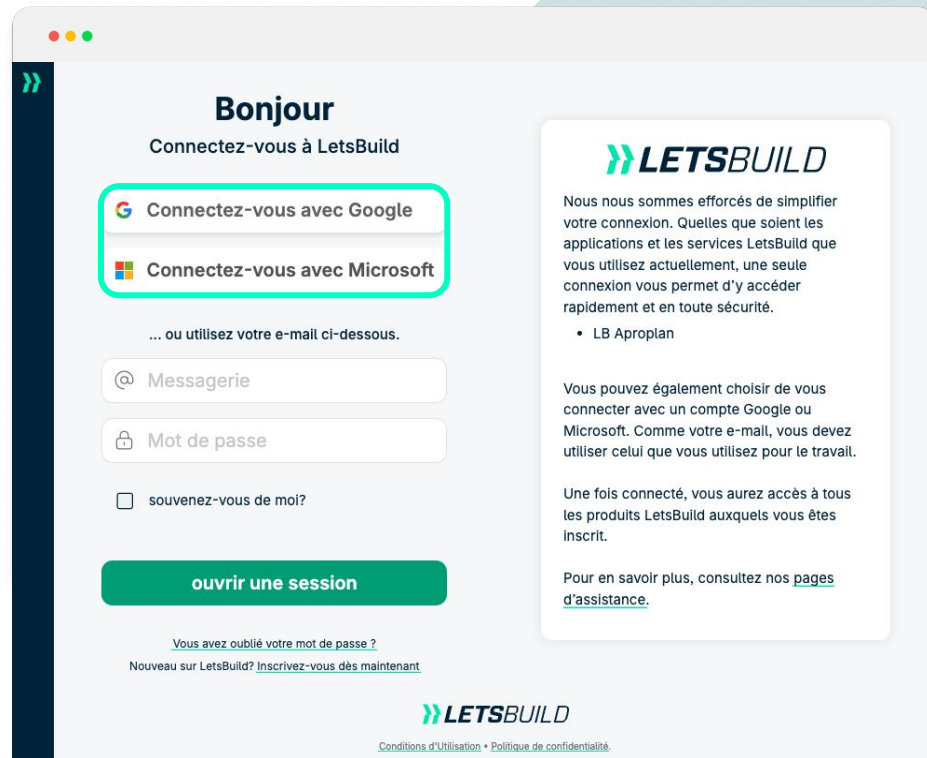 Bonjour
Connectez-vous à LetsBuild
Connectez-vous avec Google
Connectez-vous avec Microsoft
... ou utilisez votre e-mail ci-dessous.
@ Messagerie
Mot de passe
souvenez-vous de moi?
ouvrir une session
Vous avez oublié votre mot de passe ?
Nouveau sur LetsBuild? Inscrivez-vous dès maintenant
LETSBUILD
Nous nous sommes efforcés de simplifier
votre connexion. Quelles que soient les
applications et les services LetsBuild que
vous utilisez actuellement, une seule
connexion vous permet d’y accéder
rapidement et en toute sécurité.
• LB Aproplan
Vous pouvez également choisir de vous
connecter avec un compte Google ou
Microsoft. Comme votre e-mail, vous devez
utiliser celui que vous utilisez pour le travail.
Une fois connecté, vous aurez accès à tous
les produits LetsBuild auxquels vous êtes
inscrit.
Pour en savoir plus, consultez nos pages
d’assistance.
LETSBUILD
Conditions d'Utilisation • Politique de confidentialité.